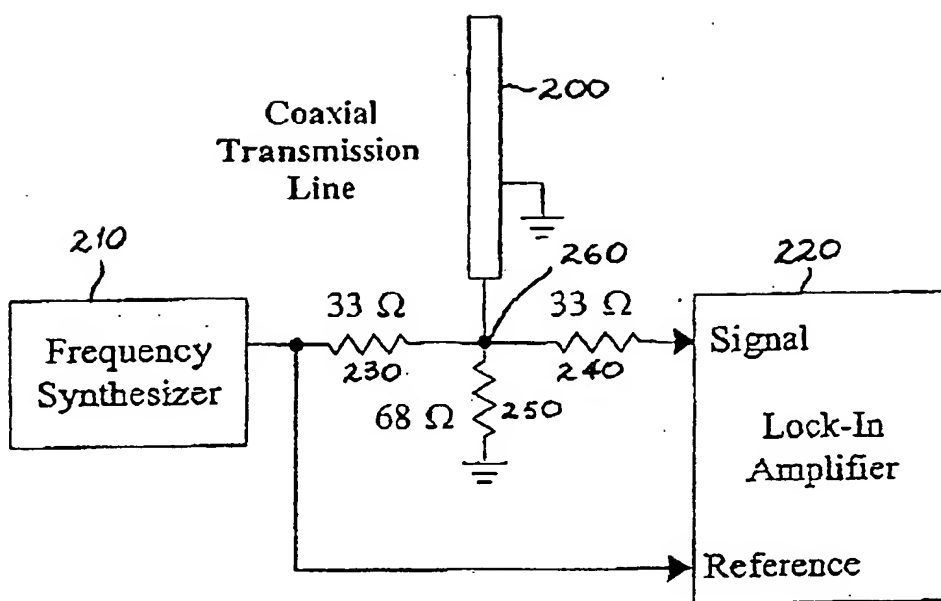 200
Coaxial
Transmission
Line
210
260
220
33 Ω
33 Ω
Frequency
Synthesizer
230
240
Signal
68 Ω
250
Lock-In
Amplifier
Reference